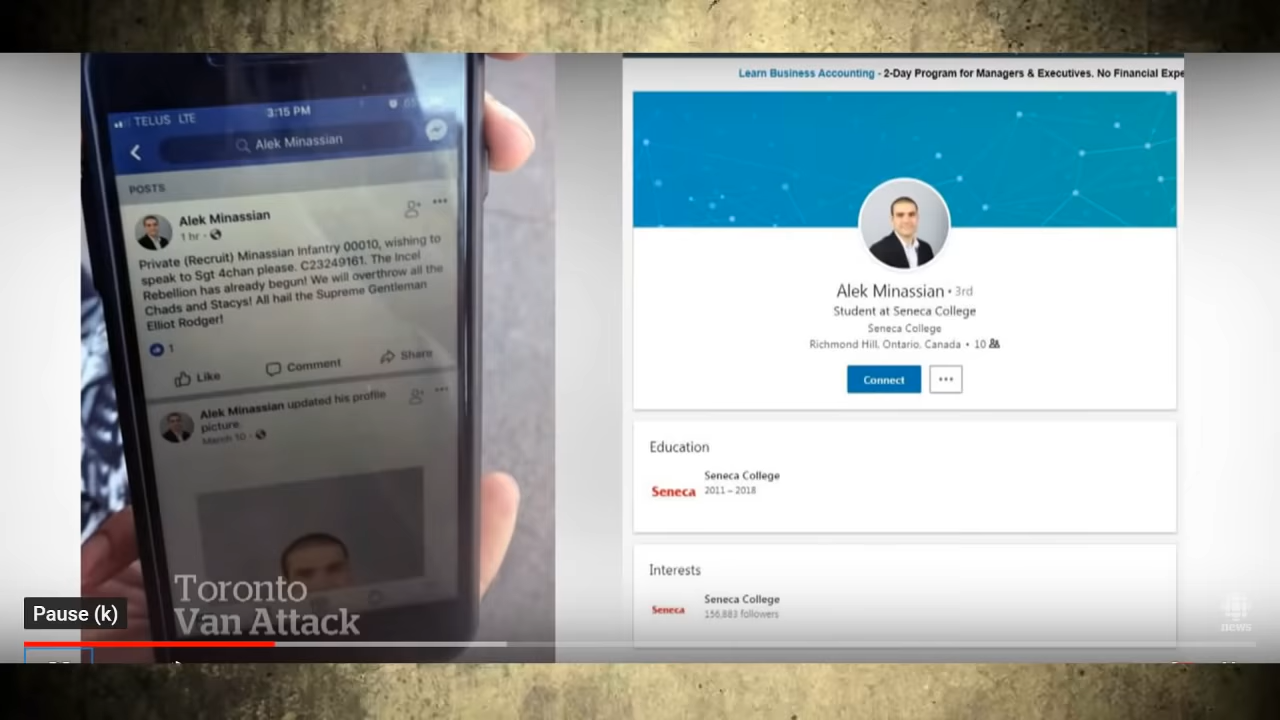 TELUS LTE
3:15 PM
Alek Minassian
POSTS
Alek Minassian
1 hr ·
Private (Recruit) Minassian Infantry 00010, wishing to
speak to Sgt 4chan please. C23249161. The Incel
Rebellion has already begun! We will overthrow all the
Chads and Stacys! All hail the Supreme Gentleman
Elliot Rodger!
1
Like
Comment
Share
Alek Minassian updated his profile
picture.
March 10 ·
Toronto
Van Attack
Pause (k)
Learn Business Accounting - 2-Day Program for Managers & Executives. No Financial Expe
Alek Minassian • 3rd
Student at Seneca College
Seneca College
Richmond Hill, Ontario, Canada • 10
Connect
Education
Seneca
Seneca College
2011 – 2018
Interests
Seneca
Seneca College
156,883 followers
news